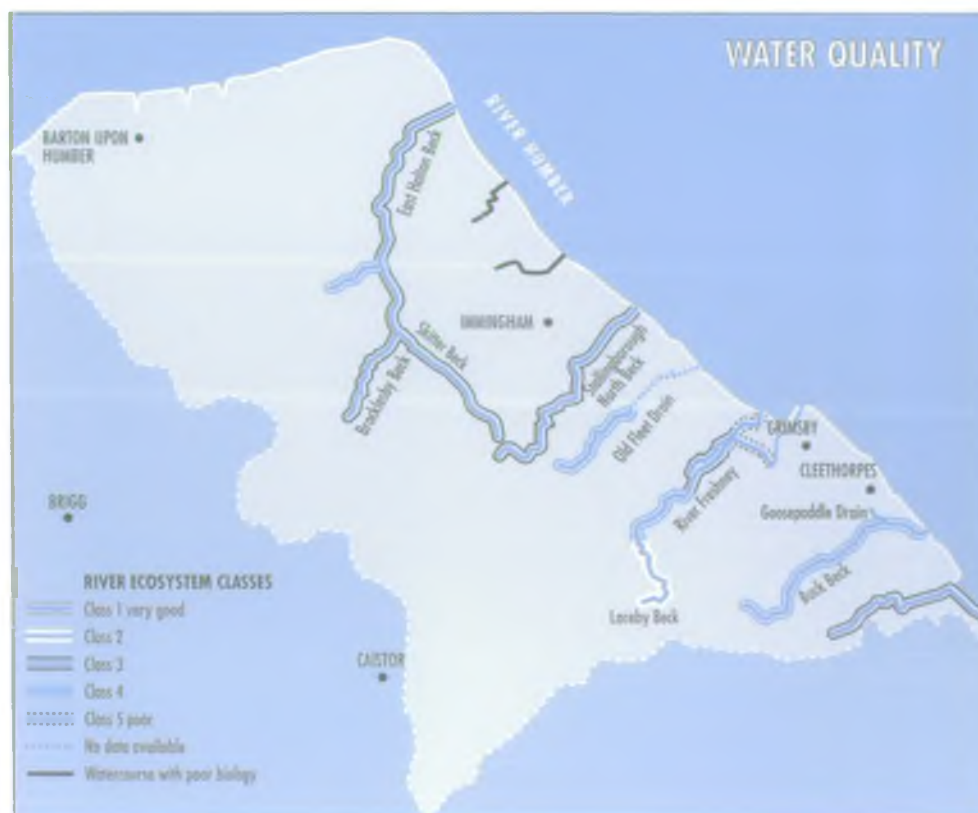 WATER QUALITY
RIVER HUMBER
BARTON UPON
HUMBER
East Halton Beck
IMMINGHAM
Skitter Beck
Brocklesby Beck
Stallingborough
North Beck
Old Fleet Drain
GRIMSBY
CLEETHORPES
River Freshney
Goosepaddle Drain
BRIGG
Buck Beck
Laceby Beck
CAISTOR
RIVER ECOSYSTEM CLASSES
Class 1 very good
Class 2
Class 3
Class 4
Class 5 poor
No data available
Watercourse with poor biology